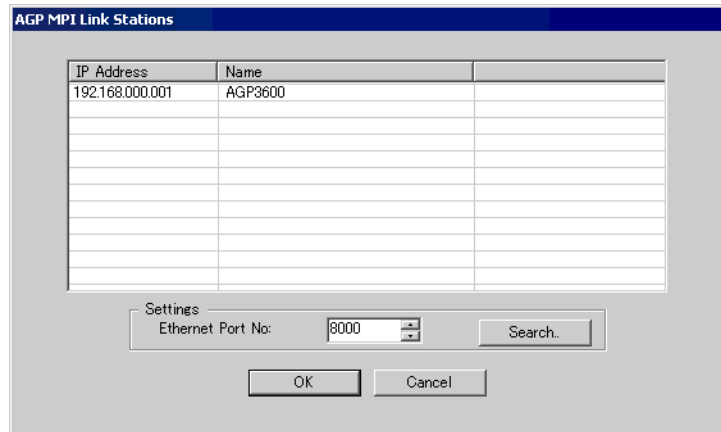 AGP MPI Link Stations
IP Address Name
192.168.000.001 AGP3600
Settings
Ethernet Port No: 8000 Search..
OK Cancel